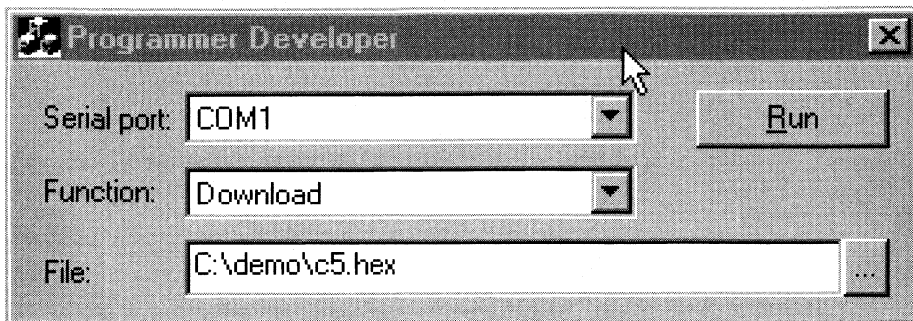 Programmer Developer
Serial port: COM1 Run
Function: Download
File: C:\demo\c5.hex ...